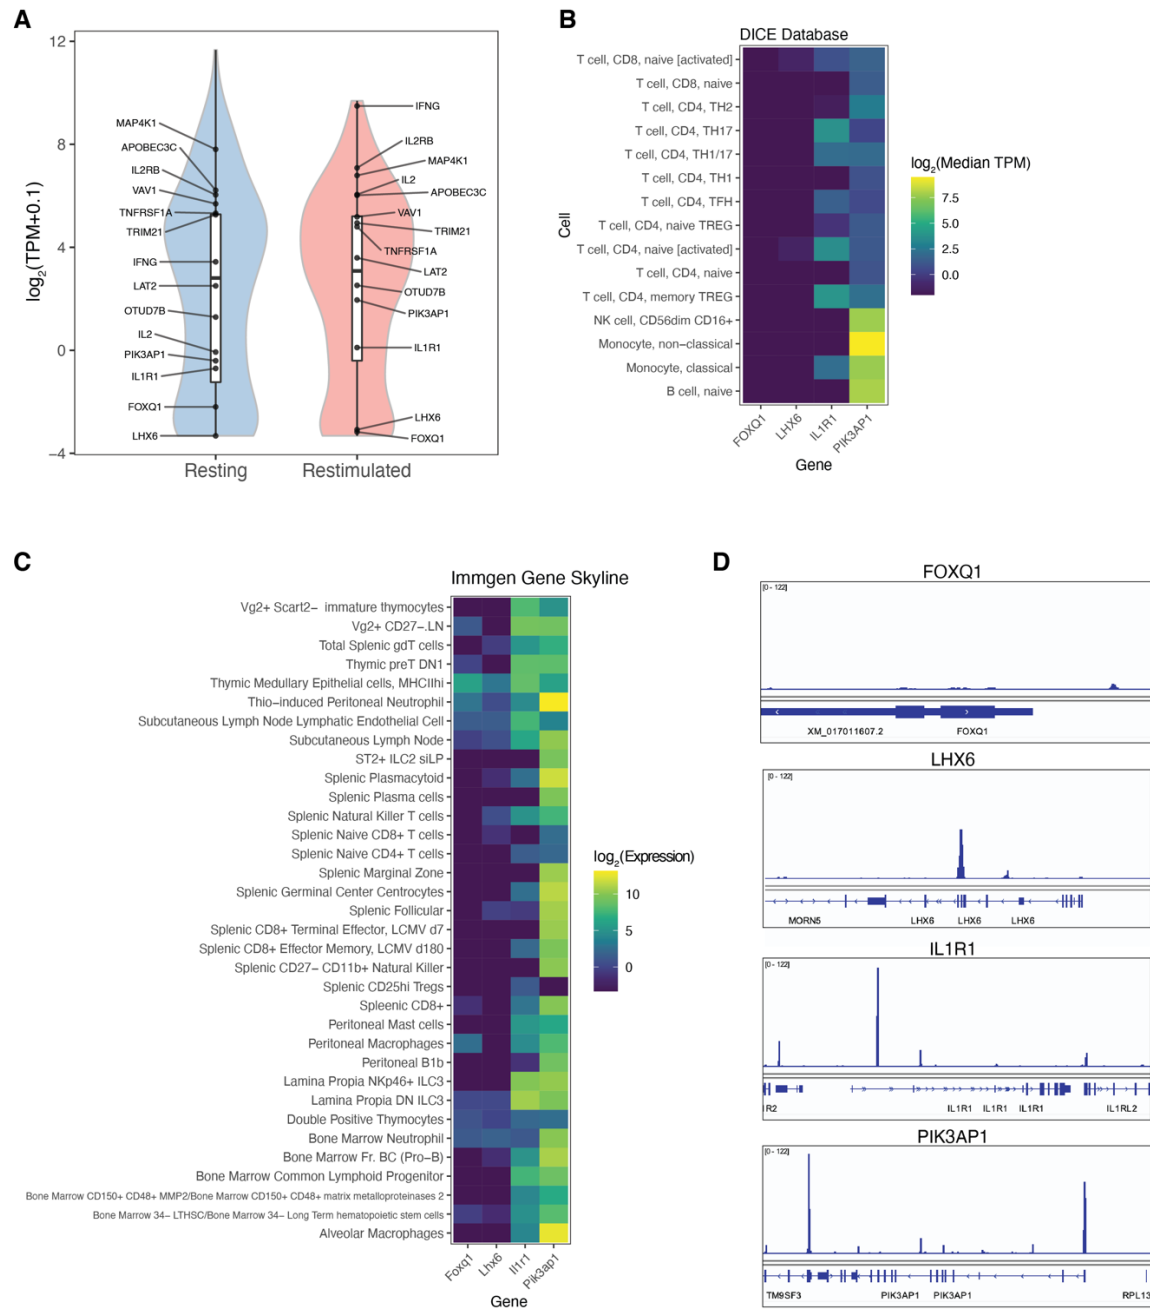 A
12
8
4
0
−4
log2(TPM+0.1)
MAP4K1
APOBEC3C
IL2RB
VAV1
TNFRSF1A
TRIM21
IFNG
LAT2
OTUD7B
IL2
PIK3AP1
IL1R1
FOXQ1
LHX6
IFNG
IL2RB
MAP4K1
IL2
APOBEC3C
VAV1
TRIM21
TNFRSF1A
LAT2
OTUD7B
PIK3AP1
IL1R1
LHX6
FOXQ1
Resting
Restimulated
B
DICE Database
Cell
T cell, CD8, naive [activated]
T cell, CD8, naive
T cell, CD4, TH2
T cell, CD4, TH17
T cell, CD4, TH1/17
T cell, CD4, TH1
T cell, CD4, TFH
T cell, CD4, naive TREG
T cell, CD4, naive [activated]
T cell, CD4, naive
T cell, CD4, memory TREG
NK cell, CD56dim CD16+
Monocyte, non−classical
Monocyte, classical
B cell, naive
FOXQ1
LHX6
IL1R1
PIK3AP1
Gene
log2(Median TPM)
7.5
5.0
2.5
0.0
C
Immgen Gene Skyline
Vg2+ Scart2− immature thymocytes
Vg2+ CD27−.LN
Total Splenic gdT cells
Thymic preT DN1
Thymic Medullary Epithelial cells, MHCIIhi
Thio−induced Peritoneal Neutrophil
Subcutaneous Lymph Node Lymphatic Endothelial Cell
Subcutaneous Lymph Node
ST2+ ILC2 siLP
Splenic Plasmacytoid
Splenic Plasma cells
Splenic Natural Killer T cells
Splenic Naive CD8+ T cells
Splenic Naive CD4+ T cells
Splenic Marginal Zone
Splenic Germinal Center Centrocytes
Splenic Follicular
Splenic CD8+ Terminal Effector, LCMV d7
Splenic CD8+ Effector Memory, LCMV d180
Splenic CD27− CD11b+ Natural Killer
Splenic CD25hi Tregs
Spleenic CD8+
Peritoneal Mast cells
Peritoneal Macrophages
Peritoneal B1b
Lamina Propia NKp46+ ILC3
Lamina Propia DN ILC3
Double Positive Thymocytes
Bone Marrow Neutrophil
Bone Marrow Fr. BC (Pro−B)
Bone Marrow Common Lymphoid Progenitor
Bone Marrow CD150+ CD48+ MMP2/Bone Marrow CD150+ CD48+ matrix metalloproteinases 2
Bone Marrow 34− LTHSC/Bone Marrow 34− Long Term hematopoietic stem cells
Alveolar Macrophages
Foxq1
Lhx6
Il1r1
Pik3ap1
Gene
log2(Expression)
10
5
0
D
FOXQ1
[0 - 122]
XM_017011607.2
FOXQ1
LHX6
[0 - 122]
MORN5
LHX6
LHX6
LHX6
IL1R1
[0 - 122]
IR2
IL1R1
IL1R1
IL1R1
IL1RL2
PIK3AP1
[0 - 122]
TM9SF3
PIK3AP1
PIK3AP1
RPL13